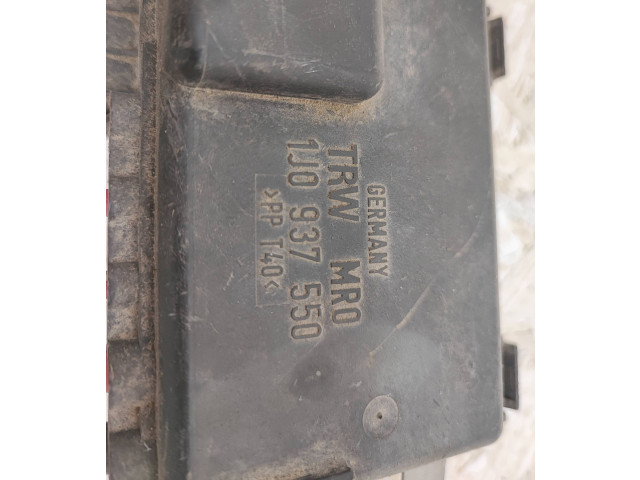 GERMANY
TRW MRO
1J0 937 550
>PP T40<